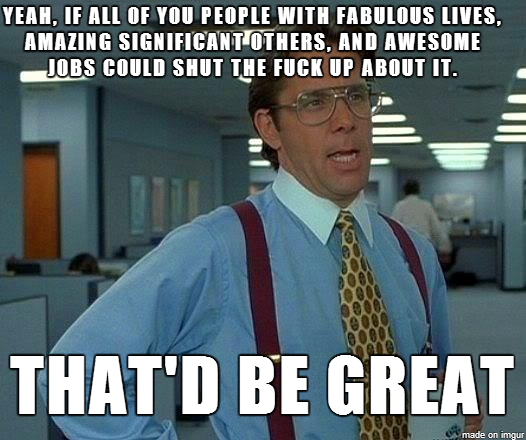 YEAH, IF ALL OF YOU PEOPLE WITH FABULOUS LIVES,
AMAZING SIGNIFICANT OTHERS, AND AWESOME
JOBS COULD SHUT THE FUCK UP ABOUT IT.
THAT'D BE GREAT
made on imgur